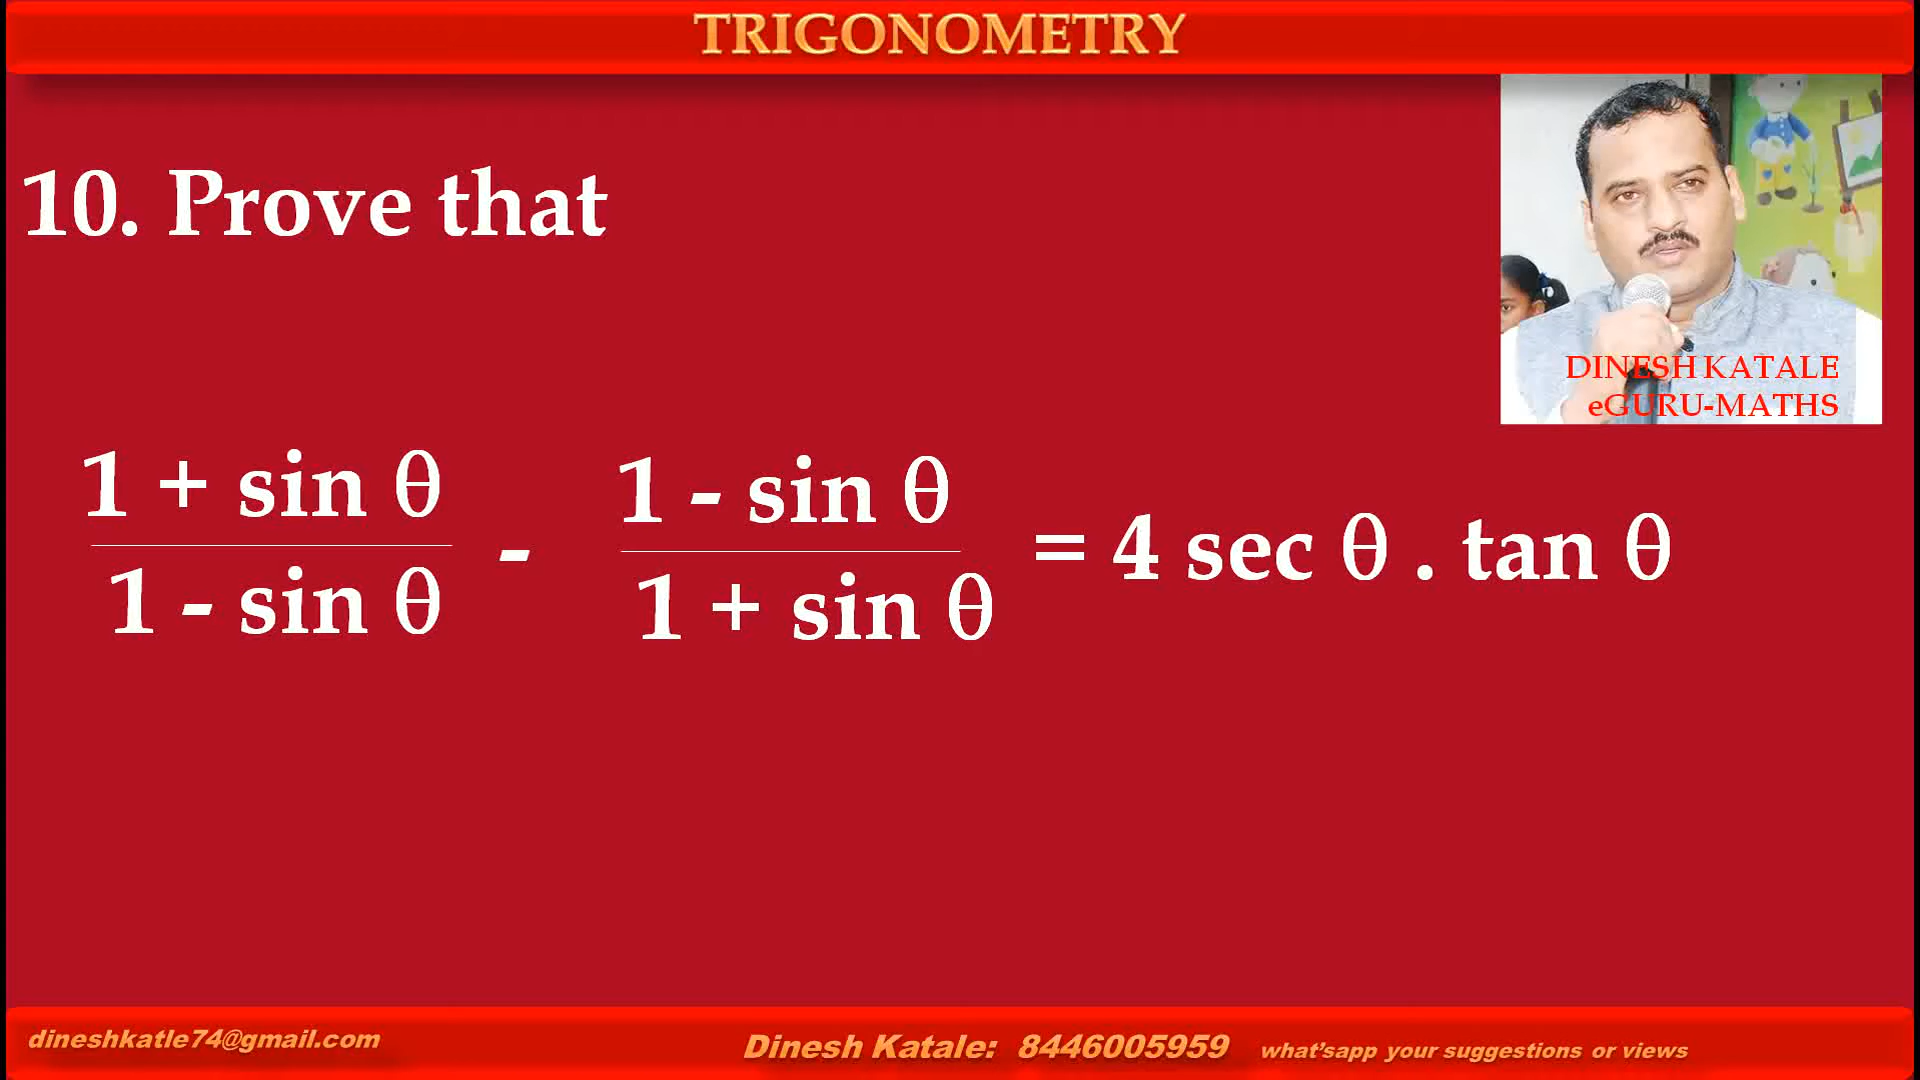 TRIGONOMETRY
10. Prove that
DINESH KATALE
eGURU-MATHS
1 + sin θ
1 - sin θ
-
1 - sin θ
1 + sin θ
= 4 sec θ . tan θ
dineshkatle74@gmail.com
Dinesh Katale: 8446005959 what'sapp your suggestions or views